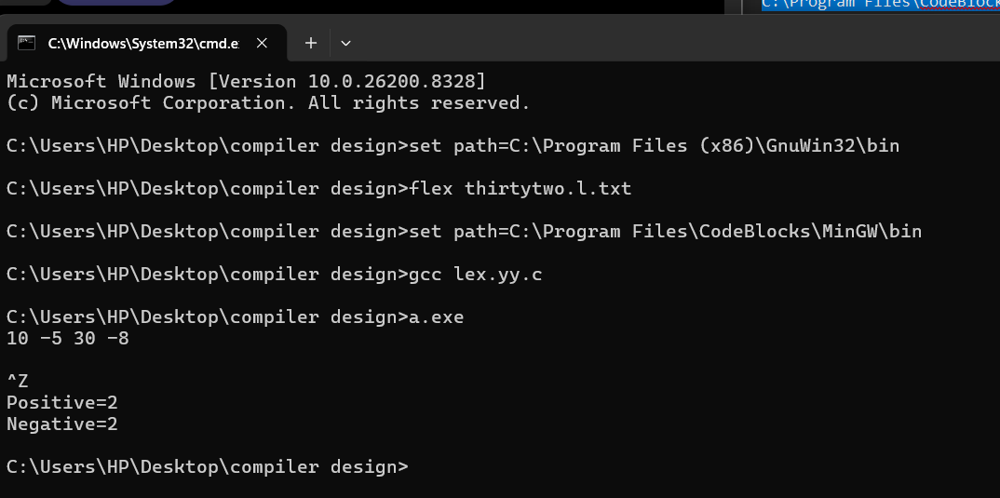 C:\Program Files\CodeBlock
C:\Windows\System32\cmd.e
Microsoft Windows [Version 10.0.26200.8328]
(c) Microsoft Corporation. All rights reserved.
C:\Users\HP\Desktop\compiler design>set path=C:\Program Files (x86)\GnuWin32\bin
C:\Users\HP\Desktop\compiler design>flex thirtytwo.l.txt
C:\Users\HP\Desktop\compiler design>set path=C:\Program Files\CodeBlocks\MinGW\bin
C:\Users\HP\Desktop\compiler design>gcc lex.yy.c
C:\Users\HP\Desktop\compiler design>a.exe
10 -5 30 -8
^Z
Positive=2
Negative=2
C:\Users\HP\Desktop\compiler design>